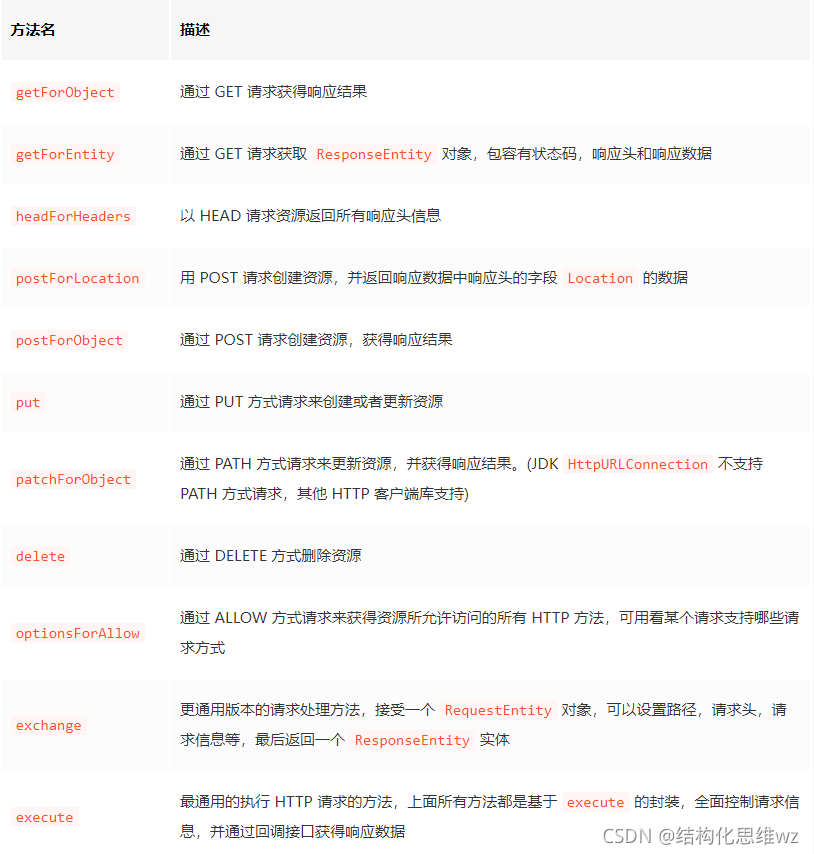 方法名 描述
getForObject 通过 GET 请求获得响应结果
getForEntity 通过 GET 请求获取 ResponseEntity 对象，包容有状态码，响应头和响应数据
headForHeaders 以 HEAD 请求资源返回所有响应头信息
postForLocation 用 POST 请求创建资源，并返回响应数据中响应头的字段 Location 的数据
postForObject 通过 POST 请求创建资源，获得响应结果
put 通过 PUT 方式请求来创建或者更新资源
patchForObject 通过 PATH 方式请求来更新资源，并获得响应结果。(JDK HttpURLConnection 不支持
PATH 方式请求，其他 HTTP 客户端库支持)
delete 通过 DELETE 方式删除资源
optionsForAllow 通过 ALLOW 方式请求来获得资源所允许访问的所有 HTTP 方法，可用看某个请求支持哪些请
求方式
exchange 更通用版本的请求处理方法，接受一个 RequestEntity 对象，可以设置路径，请求头，请
求信息等，最后返回一个 ResponseEntity 实体
execute 最通用的执行 HTTP 请求的方法，上面所有方法都是基于 execute 的封装，全面控制请求信
息，并通过回调接口获得响应数据
CSDN @结构化思维wz